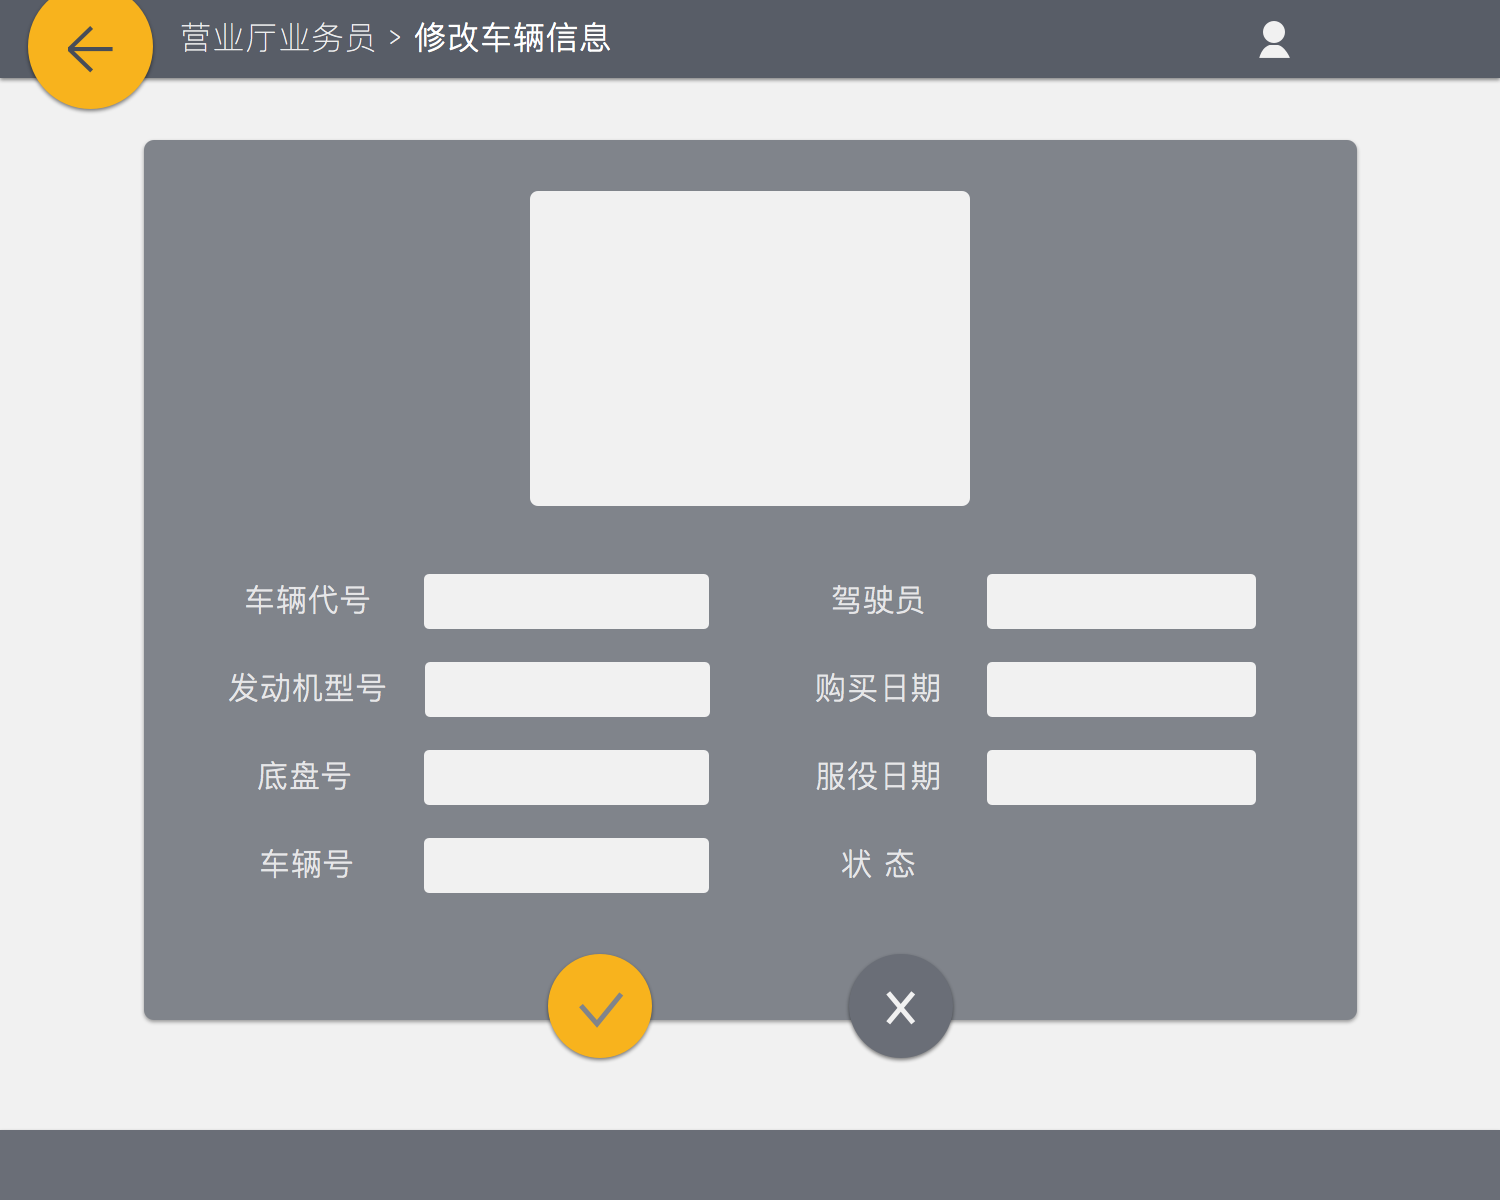 营业厅业务员 > 修改车辆信息
车辆代号
驾驶员
发动机型号
购买日期
底盘号
服役日期
车辆号
状 态